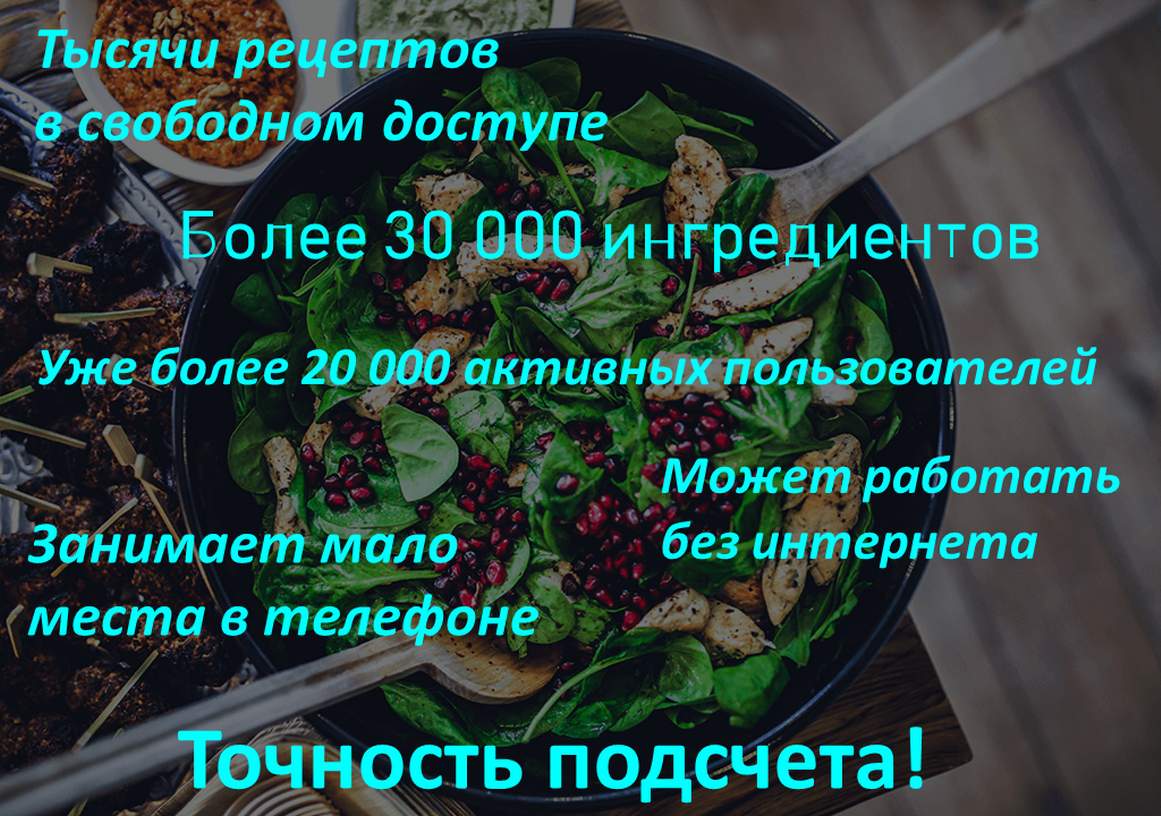 Тысячи рецептов
в свободном доступе
Более 30 000 ингредиентов
Уже более 20 000 активных пользователей
Может работать
без интернета
Занимает мало
места в телефоне
Точность подсчета!